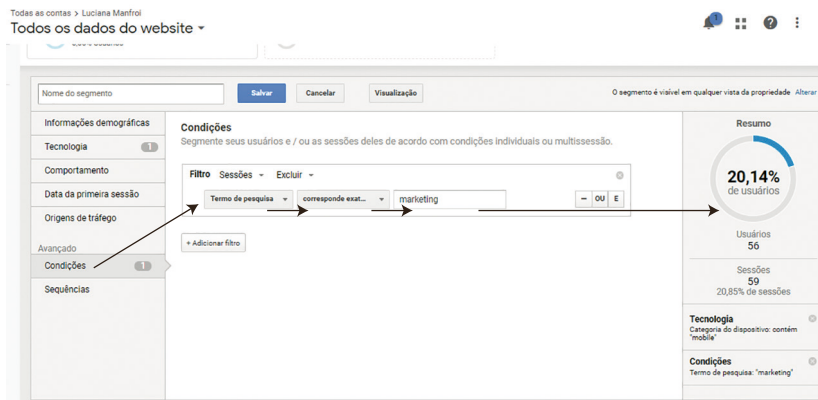 Todas as contas > Luciana Manfroi
Todos os dados do website
1
Nome do segmento
Salvar
Cancelar
Visualização
O segmento é visível em qualquer vista da propriedade Alterar
Informações demográficas
Tecnologia 1
Comportamento
Data da primeira sessão
Origens de tráfego
Avançado
Condições 1
Sequências
Condições
Segmente seus usuários e / ou as sessões deles de acordo com condições individuais ou multissessão.
Filtro Sessões Excluir
Termo de pesquisa corresponde exat... marketing – OU E
+ Adicionar filtro
Resumo
20,14%
de usuários
Usuários
56
Sessões
59
20,85% de sessões
Tecnologia
Categoria do dispositivo: contém
"mobile"
Condições
Termo de pesquisa: "marketing"